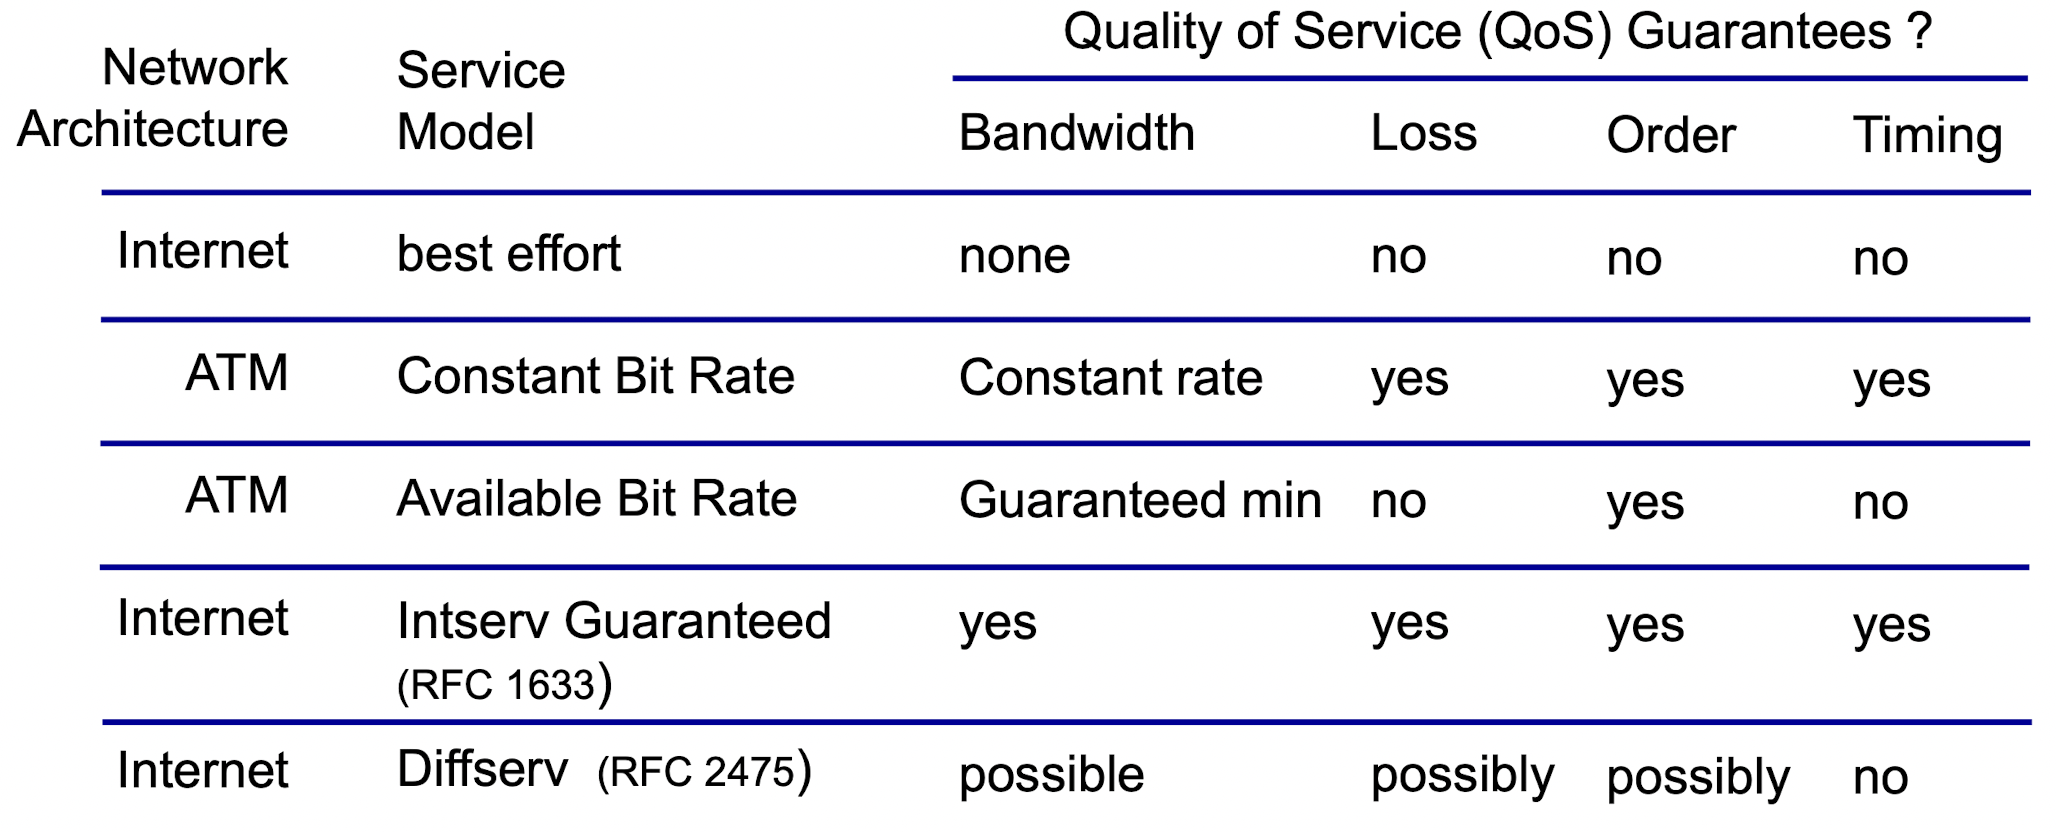 Quality of Service (QoS) Guarantees ?
Network Architecture Service Model Bandwidth Loss Order Timing
Internet best effort none no no no
ATM Constant Bit Rate Constant rate yes yes yes
ATM Available Bit Rate Guaranteed min no yes no
Internet Intserv Guaranteed yes yes yes yes
(RFC 1633)
Internet Diffserv (RFC 2475) possible possibly possibly no